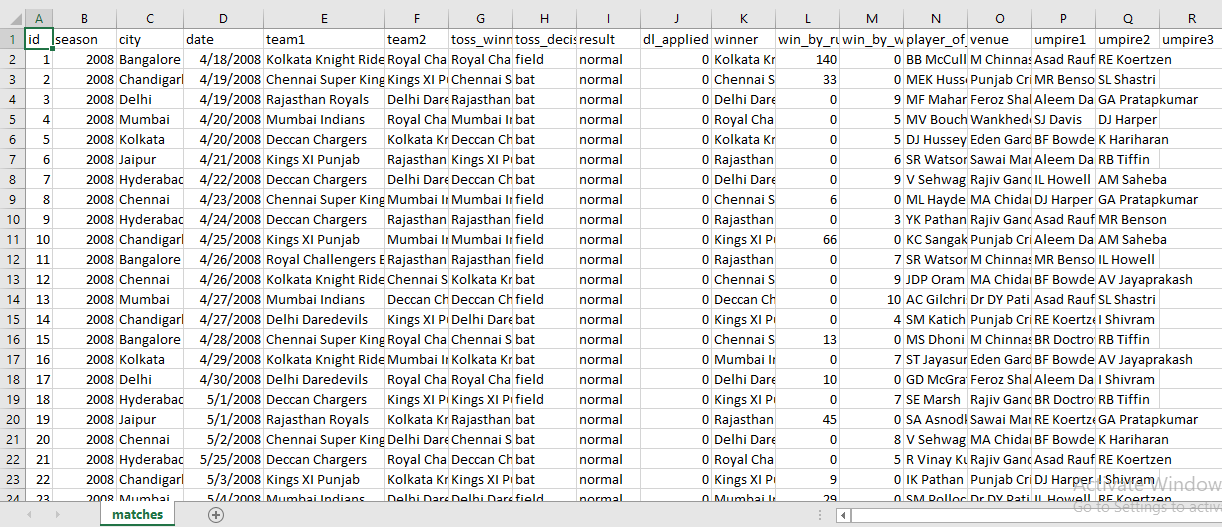 A B C D E F G H I J K L M N O P Q R
1 id season city date team1 team2 toss_winn toss_decis result dl_applied winner win_by_ru win_by_w player_of_ venue umpire1 umpire2 umpire3
2 1 2008 Bangalore 4/18/2008 Kolkata Knight Ride Royal Cha Royal Cha field normal 0 Kolkata Kr 140 0 BB McCull M Chinnas Asad Rauf RE Koertzen
3 2 2008 Chandigarl 4/19/2008 Chennai Super King Kings XI P Chennai S bat normal 0 Chennai S 33 0 MEK Huss Punjab Cri MR Benso SL Shastri
4 3 2008 Delhi 4/19/2008 Rajasthan Royals Delhi Dare Rajasthan bat normal 0 Delhi Dare 0 9 MF Mahar Feroz Shal Aleem Da GA Pratapkumar
5 4 2008 Mumbai 4/20/2008 Mumbai Indians Royal Cha Mumbai I bat normal 0 Royal Cha 0 5 MV Bouch Wankhede SJ Davis DJ Harper
6 5 2008 Kolkata 4/20/2008 Deccan Chargers Kolkata Kr Deccan Ch bat normal 0 Kolkata Kr 0 5 DJ Hussey Eden Gard BF Bowde K Hariharan
7 6 2008 Jaipur 4/21/2008 Kings XI Punjab Rajasthan Kings XI P bat normal 0 Rajasthan 0 6 SR Watsor Sawai Mar Aleem Da RB Tiffin
8 7 2008 Hyderabac 4/22/2008 Deccan Chargers Delhi Dare Deccan Ch bat normal 0 Delhi Dare 0 9 V Sehwag Rajiv Gand IL Howell AM Saheba
9 8 2008 Chennai 4/23/2008 Chennai Super King Mumbai I Mumbai I field normal 0 Chennai S 6 0 ML Hayde MA Chidar DJ Harper GA Pratapkumar
10 9 2008 Hyderabac 4/24/2008 Deccan Chargers Rajasthan Rajasthan field normal 0 Rajasthan 0 3 YK Pathan Rajiv Gand Asad Rauf MR Benson
11 10 2008 Chandigarl 4/25/2008 Kings XI Punjab Mumbai I Mumbai I field normal 0 Kings XI P 66 0 KC Sangak Punjab Cri Aleem Da AM Saheba
12 11 2008 Bangalore 4/26/2008 Royal Challengers E Rajasthan Rajasthan field normal 0 Rajasthan 0 7 SR Watsor M Chinnas MR Benso IL Howell
13 12 2008 Chennai 4/26/2008 Kolkata Knight Ride Chennai S Kolkata Kr bat normal 0 Chennai S 0 9 JDP Oram MA Chidar BF Bowde AV Jayaprakash
14 13 2008 Mumbai 4/27/2008 Mumbai Indians Deccan Ch Mumbai I field normal 0 Deccan Ch 0 10 AC Gilchri Dr DY Pati Asad Rauf SL Shastri
15 14 2008 Chandigarl 4/27/2008 Delhi Daredevils Kings XI P Delhi Dare bat normal 0 Kings XI P 0 4 SM Katich Punjab Cri RE Koertze I Shivram
16 15 2008 Bangalore 4/28/2008 Chennai Super King Royal Cha Chennai S bat normal 0 Chennai S 13 0 MS Dhoni M Chinnas BR Doctro RB Tiffin
17 16 2008 Kolkata 4/29/2008 Kolkata Knight Ride Mumbai I Kolkata Kr bat normal 0 Mumbai I 0 7 ST Jayasur Eden Gard BF Bowde AV Jayaprakash
18 17 2008 Delhi 4/30/2008 Delhi Daredevils Royal Cha Royal Cha field normal 0 Delhi Dare 10 0 GD McGra Feroz Shal Aleem Da I Shivram
19 18 2008 Hyderabac 5/1/2008 Deccan Chargers Kings XI P Kings XI P field normal 0 Kings XI P 0 7 SE Marsh Rajiv Gand BR Doctro RB Tiffin
20 19 2008 Jaipur 5/1/2008 Rajasthan Royals Kolkata Kr Rajasthan bat normal 0 Rajasthan 45 0 SA Asnodl Sawai Mar RE Koertze GA Pratapkumar
21 20 2008 Chennai 5/2/2008 Chennai Super King Delhi Dare Chennai S bat normal 0 Delhi Dare 0 8 V Sehwag MA Chidar BF Bowde K Hariharan
22 21 2008 Hyderabac 5/25/2008 Deccan Chargers Royal Cha Deccan Ch bat normal 0 Royal Cha 0 5 R Vinay Ku Rajiv Gand Asad Rauf RE Koertzen
23 22 2008 Chandigarl 5/3/2008 Kings XI Punjab Kolkata Kr Kings XI P bat normal 0 Kings XI P 9 0 IK Pathan Punjab Cri DJ Harper I Shivram
24 23 2008 Mumbai 5/4/2008 Mumbai Indians Delhi Dare Delhi Dare field normal 0 Mumbai I 29 0 SM Polloc Dr DY Pati IL Howell RE Koertzen
Activate Window
Go to Settings to activ
matches